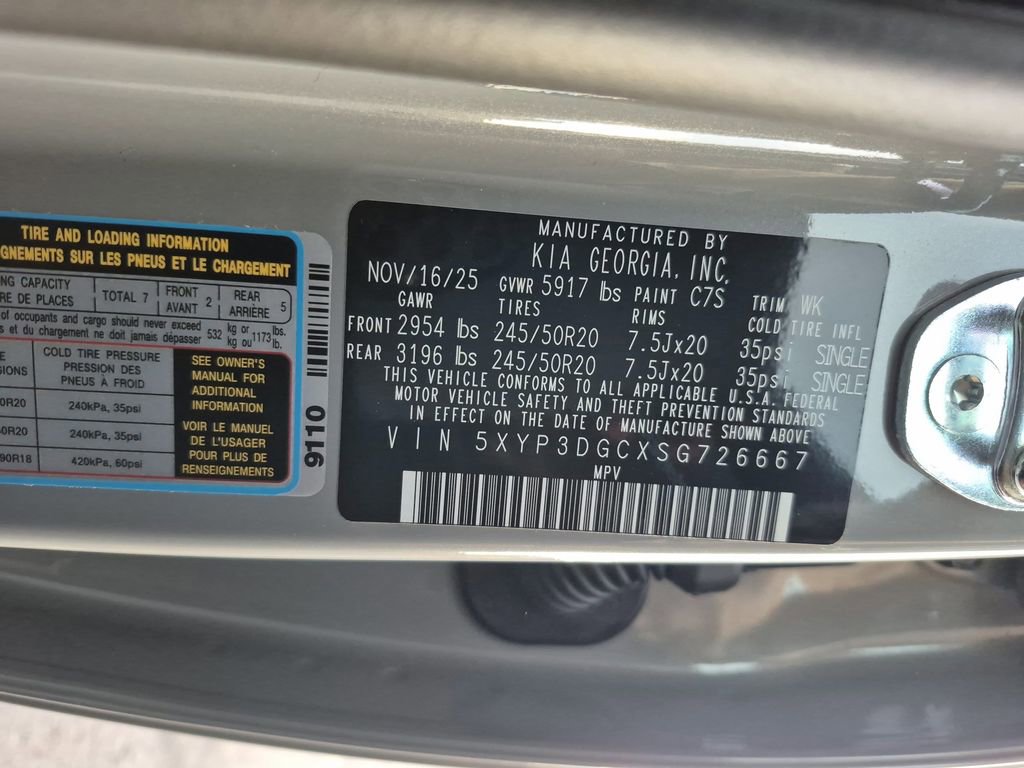 TIRE AND LOADING INFORMATION
GNEMENTS SUR LES PNEUS ET LE CHARGEMENT
NG CAPACITY
RE DE PLACES
TOTAL 7
FRONT
AVANT 2
REAR
ARRIÈRE 5
of occupants and cargo should never exceed
s et du chargement ne doit jamais dépasser
532 kg or 1173 lbs.
kg ou lb.
COLD TIRE PRESSURE
PRESSION DES
PNEUS À FROID
IONS
0R20 240kPa, 35psi
0R20 240kPa, 35psi
90R18 420kPa, 60psi
SEE OWNER'S
MANUAL FOR
ADDITIONAL
INFORMATION
VOIR LE MANUEL
DE L'USAGER
POUR PLUS DE
RENSEIGNEMENTS
9110
MANUFACTURED BY
KIA GEORGIA, INC.
NOV/16/25 GVWR 5917 lbs PAINT C7S TRIM WK
GAWR TIRES RIMS COLD TIRE INFL
FRONT 2954 lbs 245/50R20 7.5Jx20 35psi SINGLE
REAR 3196 lbs 245/50R20 7.5Jx20 35psi SINGLE
THIS VEHICLE CONFORMS TO ALL APPLICABLE U.S.A. FEDERAL
MOTOR VEHICLE SAFETY AND THEFT PREVENTION STANDARDS
IN EFFECT ON THE DATE OF MANUFACTURE SHOWN ABOVE
VIN 5XYP3DGCXSG726667
MPV